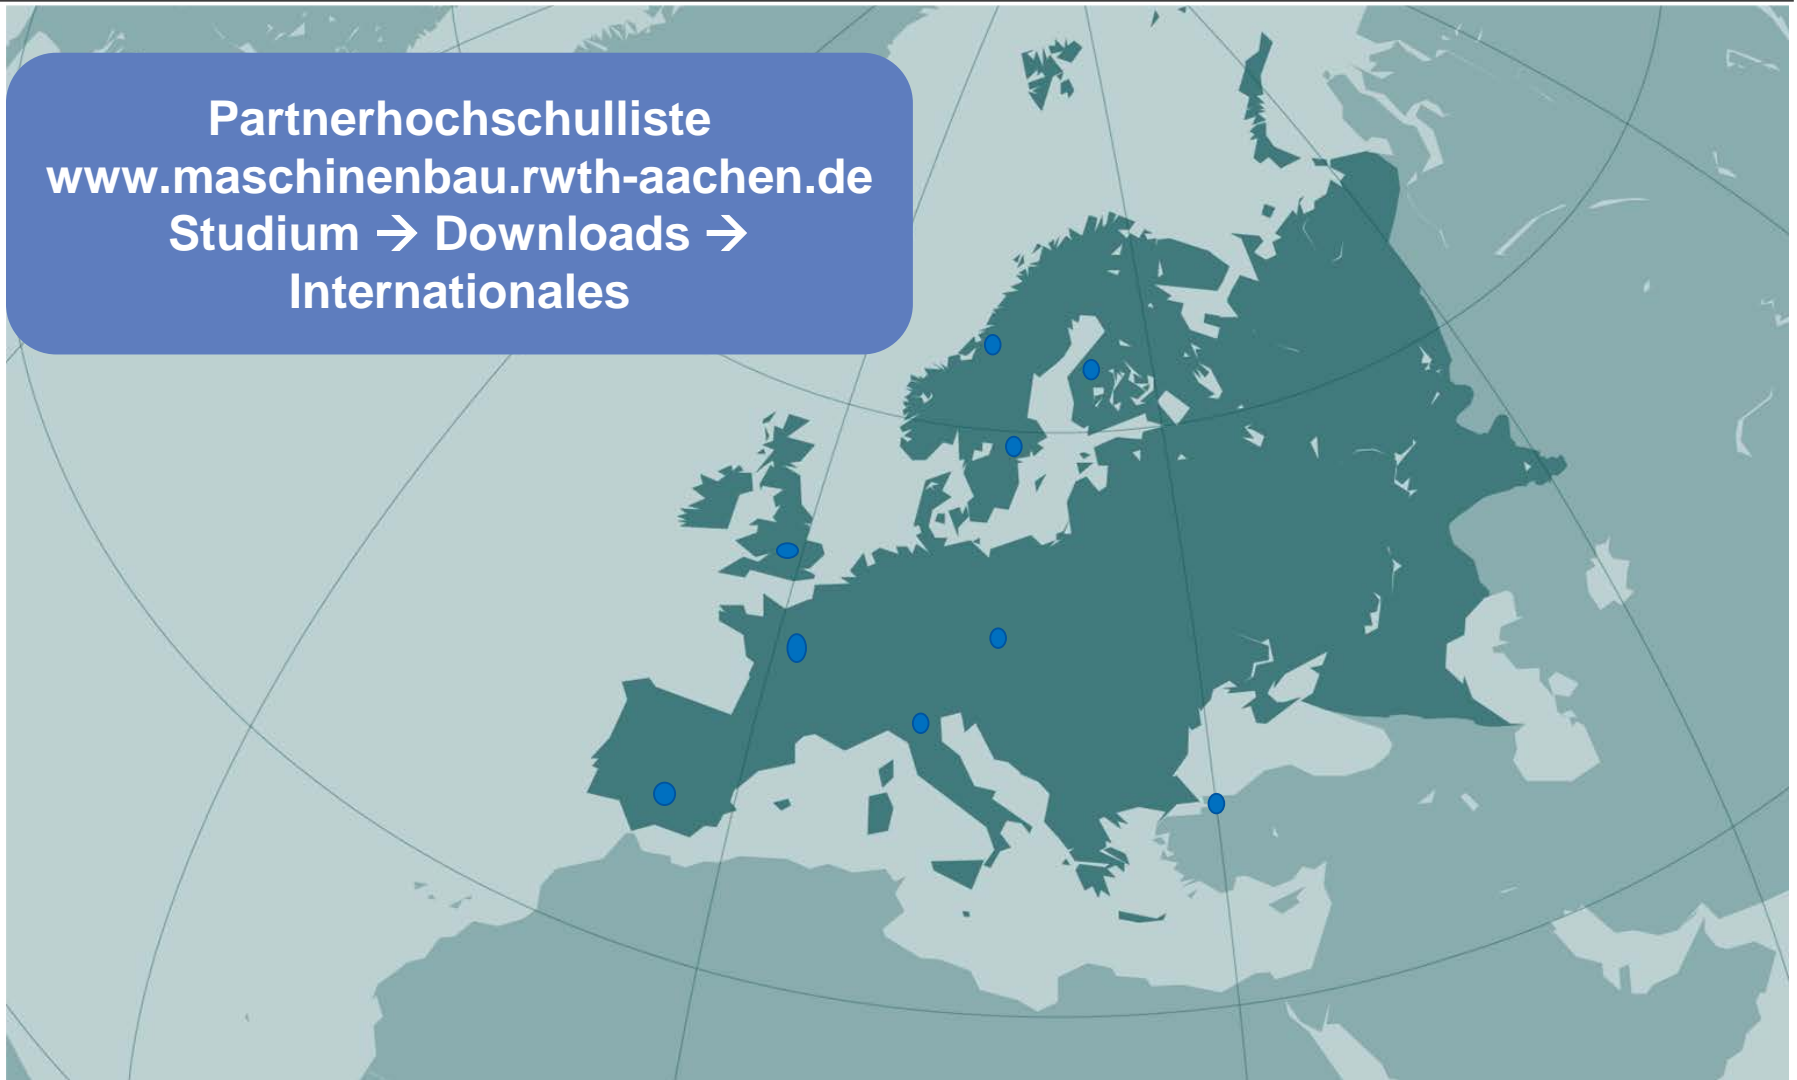 Partnerhochschulliste
www.maschinenbau.rwth-aachen.de
Studium → Downloads →
Internationales